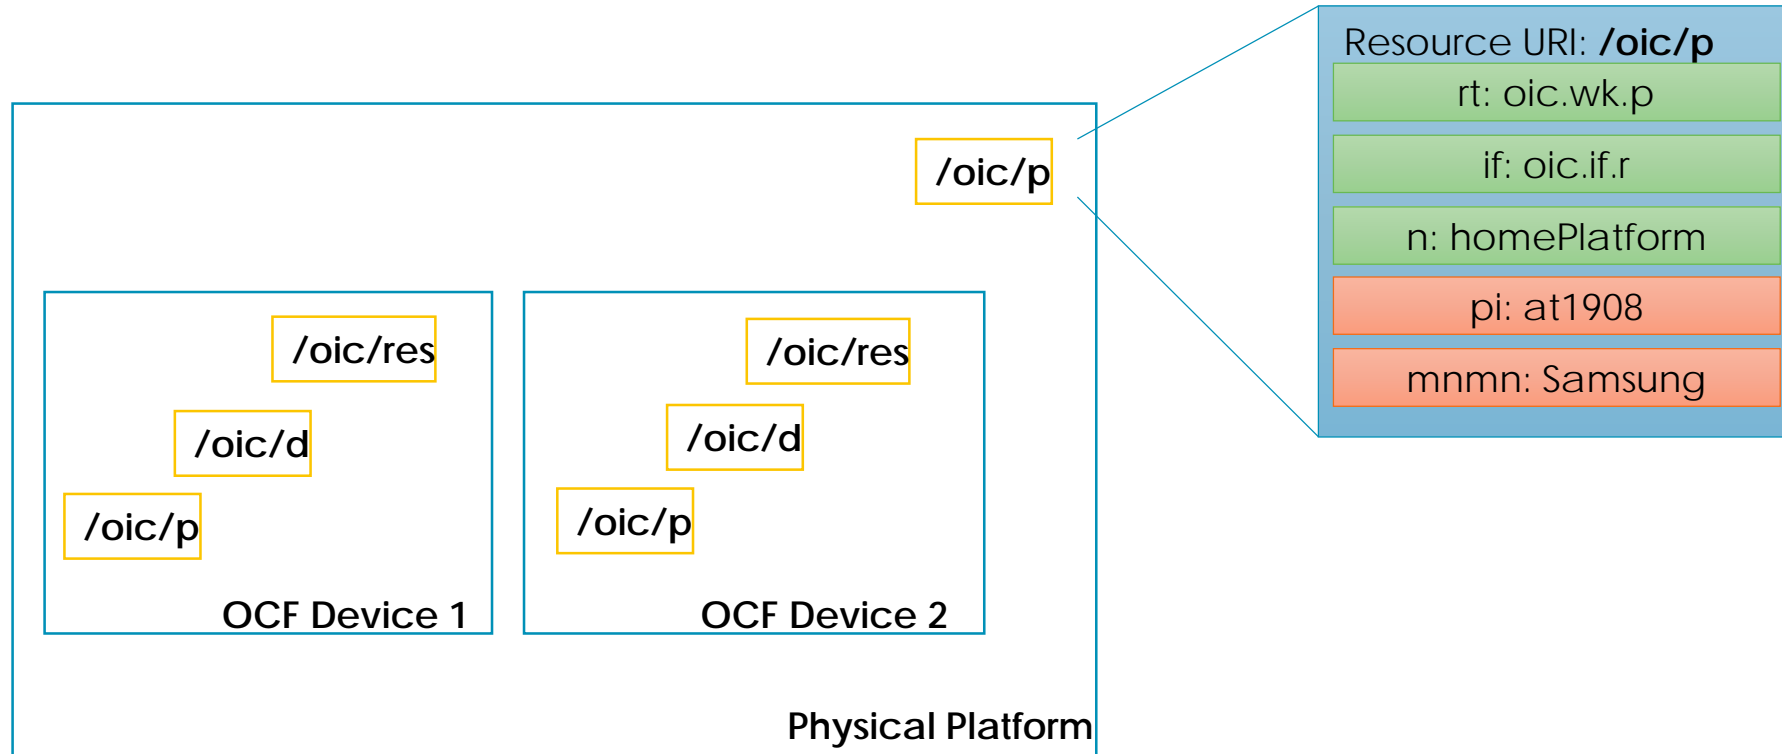 Resource URI: /oic/p
rt: oic.wk.p
if: oic.if.r
n: homePlatform
pi: at1908
mnmn: Samsung
/oic/p
/oic/res
/oic/d
/oic/p
OCF Device 1
/oic/res
/oic/d
/oic/p
OCF Device 2
Physical Platform